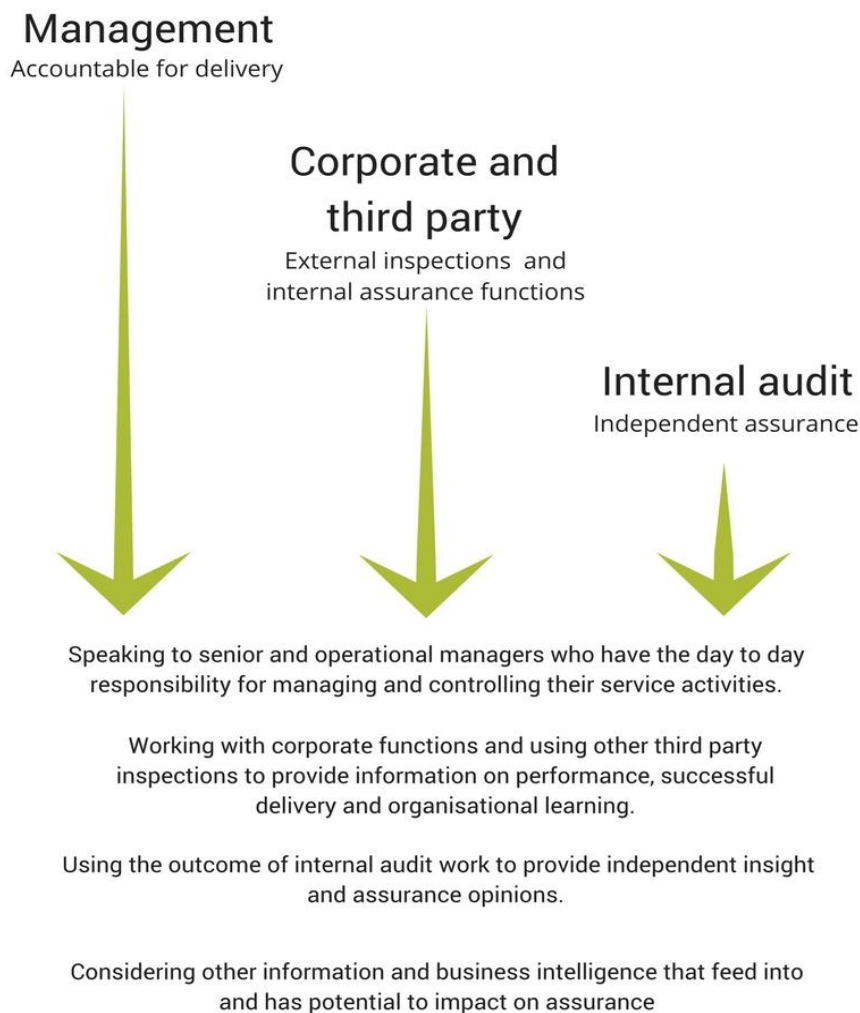 Management
Accountable for delivery
Corporate and
third party
External inspections and
internal assurance functions
Internal audit
Independent assurance
Speaking to senior and operational managers who have the day to day
responsibility for managing and controlling their service activities.
Working with corporate functions and using other third party
inspections to provide information on performance, successful
delivery and organisational learning.
Using the outcome of internal audit work to provide independent insight
and assurance opinions.
Considering other information and business intelligence that feed into
and has potential to impact on assurance